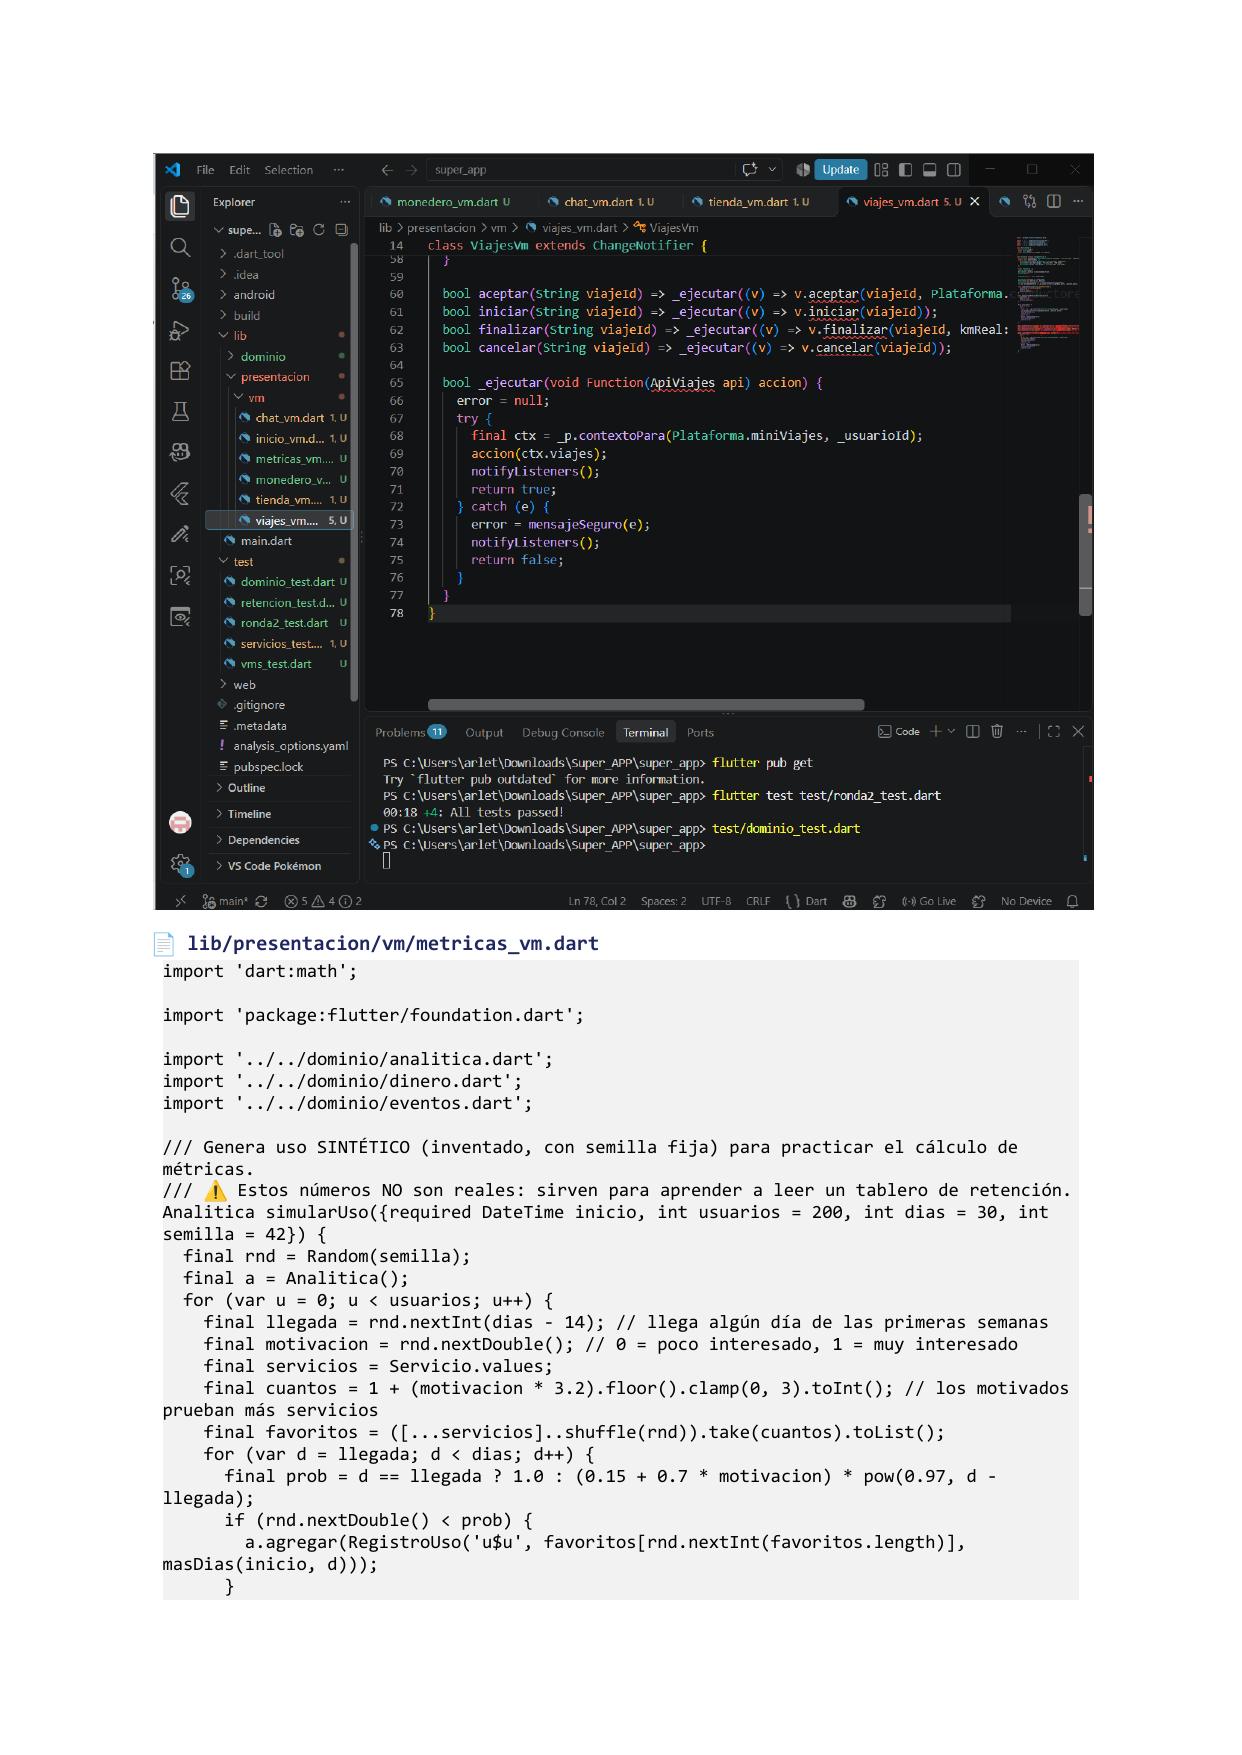 File Edit Selection ···
super_app
Update
Explorer
monedero_vm.dart U
chat_vm.dart 1, U
tienda_vm.dart 1, U
viajes_vm.dart 5, U
supe...
lib > presentacion > vm > viajes_vm.dart > ViajesVm
.dart_tool
.idea
android
build
lib
dominio
presentacion
vm
chat_vm.dart 1, U
inicio_vm.d... 1, U
metricas_vm.... U
monedero_v... U
tienda_vm.... 1, U
viajes_vm.... 5, U
main.dart
test
dominio_test.dart U
retencion_test.d... U
ronda2_test.dart U
servicios_test.... 1, U
vms_test.dart U
web
.gitignore
.metadata
analysis_options.yaml
pubspec.lock
Outline
Timeline
Dependencies
VS Code Pokémon
26
1
14 class ViajesVm extends ChangeNotifier {
58 }
59
60 bool aceptar(String viajeId) => _ejecutar((v) => v.aceptar(viajeId, Plataforma.
61 bool iniciar(String viajeId) => _ejecutar((v) => v.iniciar(viajeId));
62 bool finalizar(String viajeId) => _ejecutar((v) => v.finalizar(viajeId, kmReal:
63 bool cancelar(String viajeId) => _ejecutar((v) => v.cancelar(viajeId));
64
65 bool _ejecutar(void Function(ApiViajes api) accion) {
66 error = null;
67 try {
68 final ctx = _p.contextoPara(Plataforma.miniViajes, _usuarioId);
69 accion(ctx.viajes);
70 notifyListeners();
71 return true;
72 } catch (e) {
73 error = mensajeSeguro(e);
74 notifyListeners();
75 return false;
76 }
77 }
78 }
Problems 11 Output Debug Console Terminal Ports
Code
PS C:\Users\arlet\Downloads\Super_APP\super_app> flutter pub get
Try `flutter pub outdated` for more information.
PS C:\Users\arlet\Downloads\Super_APP\super_app> flutter test test/ronda2_test.dart
00:18 +4: All tests passed!
PS C:\Users\arlet\Downloads\Super_APP\super_app> test/dominio_test.dart
PS C:\Users\arlet\Downloads\Super_APP\super_app>
main* 5 4 2 Ln 78, Col 2 Spaces: 2 UTF-8 CRLF {} Dart Go Live No Device
lib/presentacion/vm/metricas_vm.dart
import 'dart:math';
import 'package:flutter/foundation.dart';
import '../../dominio/analitica.dart';
import '../../dominio/dinero.dart';
import '../../dominio/eventos.dart';
/// Genera uso SINTÉTICO (inventado, con semilla fija) para practicar el cálculo de
métricas.
/// ⚠️ Estos números NO son reales: sirven para aprender a leer un tablero de retención.
Analitica simularUso({required DateTime inicio, int usuarios = 200, int dias = 30, int
semilla = 42}) {
final rnd = Random(semilla);
final a = Analitica();
for (var u = 0; u < usuarios; u++) {
final llegada = rnd.nextInt(dias - 14); // llega algún día de las primeras semanas
final motivacion = rnd.nextDouble(); // 0 = poco interesado, 1 = muy interesado
final servicios = Servicio.values;
final cuantos = 1 + (motivacion * 3.2).floor().clamp(0, 3).toInt(); // los motivados
prueban más servicios
final favoritos = ([...servicios]..shuffle(rnd)).take(cuantos).toList();
for (var d = llegada; d < dias; d++) {
final prob = d == llegada ? 1.0 : (0.15 + 0.7 * motivacion) * pow(0.97, d -
llegada);
if (rnd.nextDouble() < prob) {
a.agregar(RegistroUso('u$u', favoritos[rnd.nextInt(favoritos.length)],
masDias(inicio, d)));
}